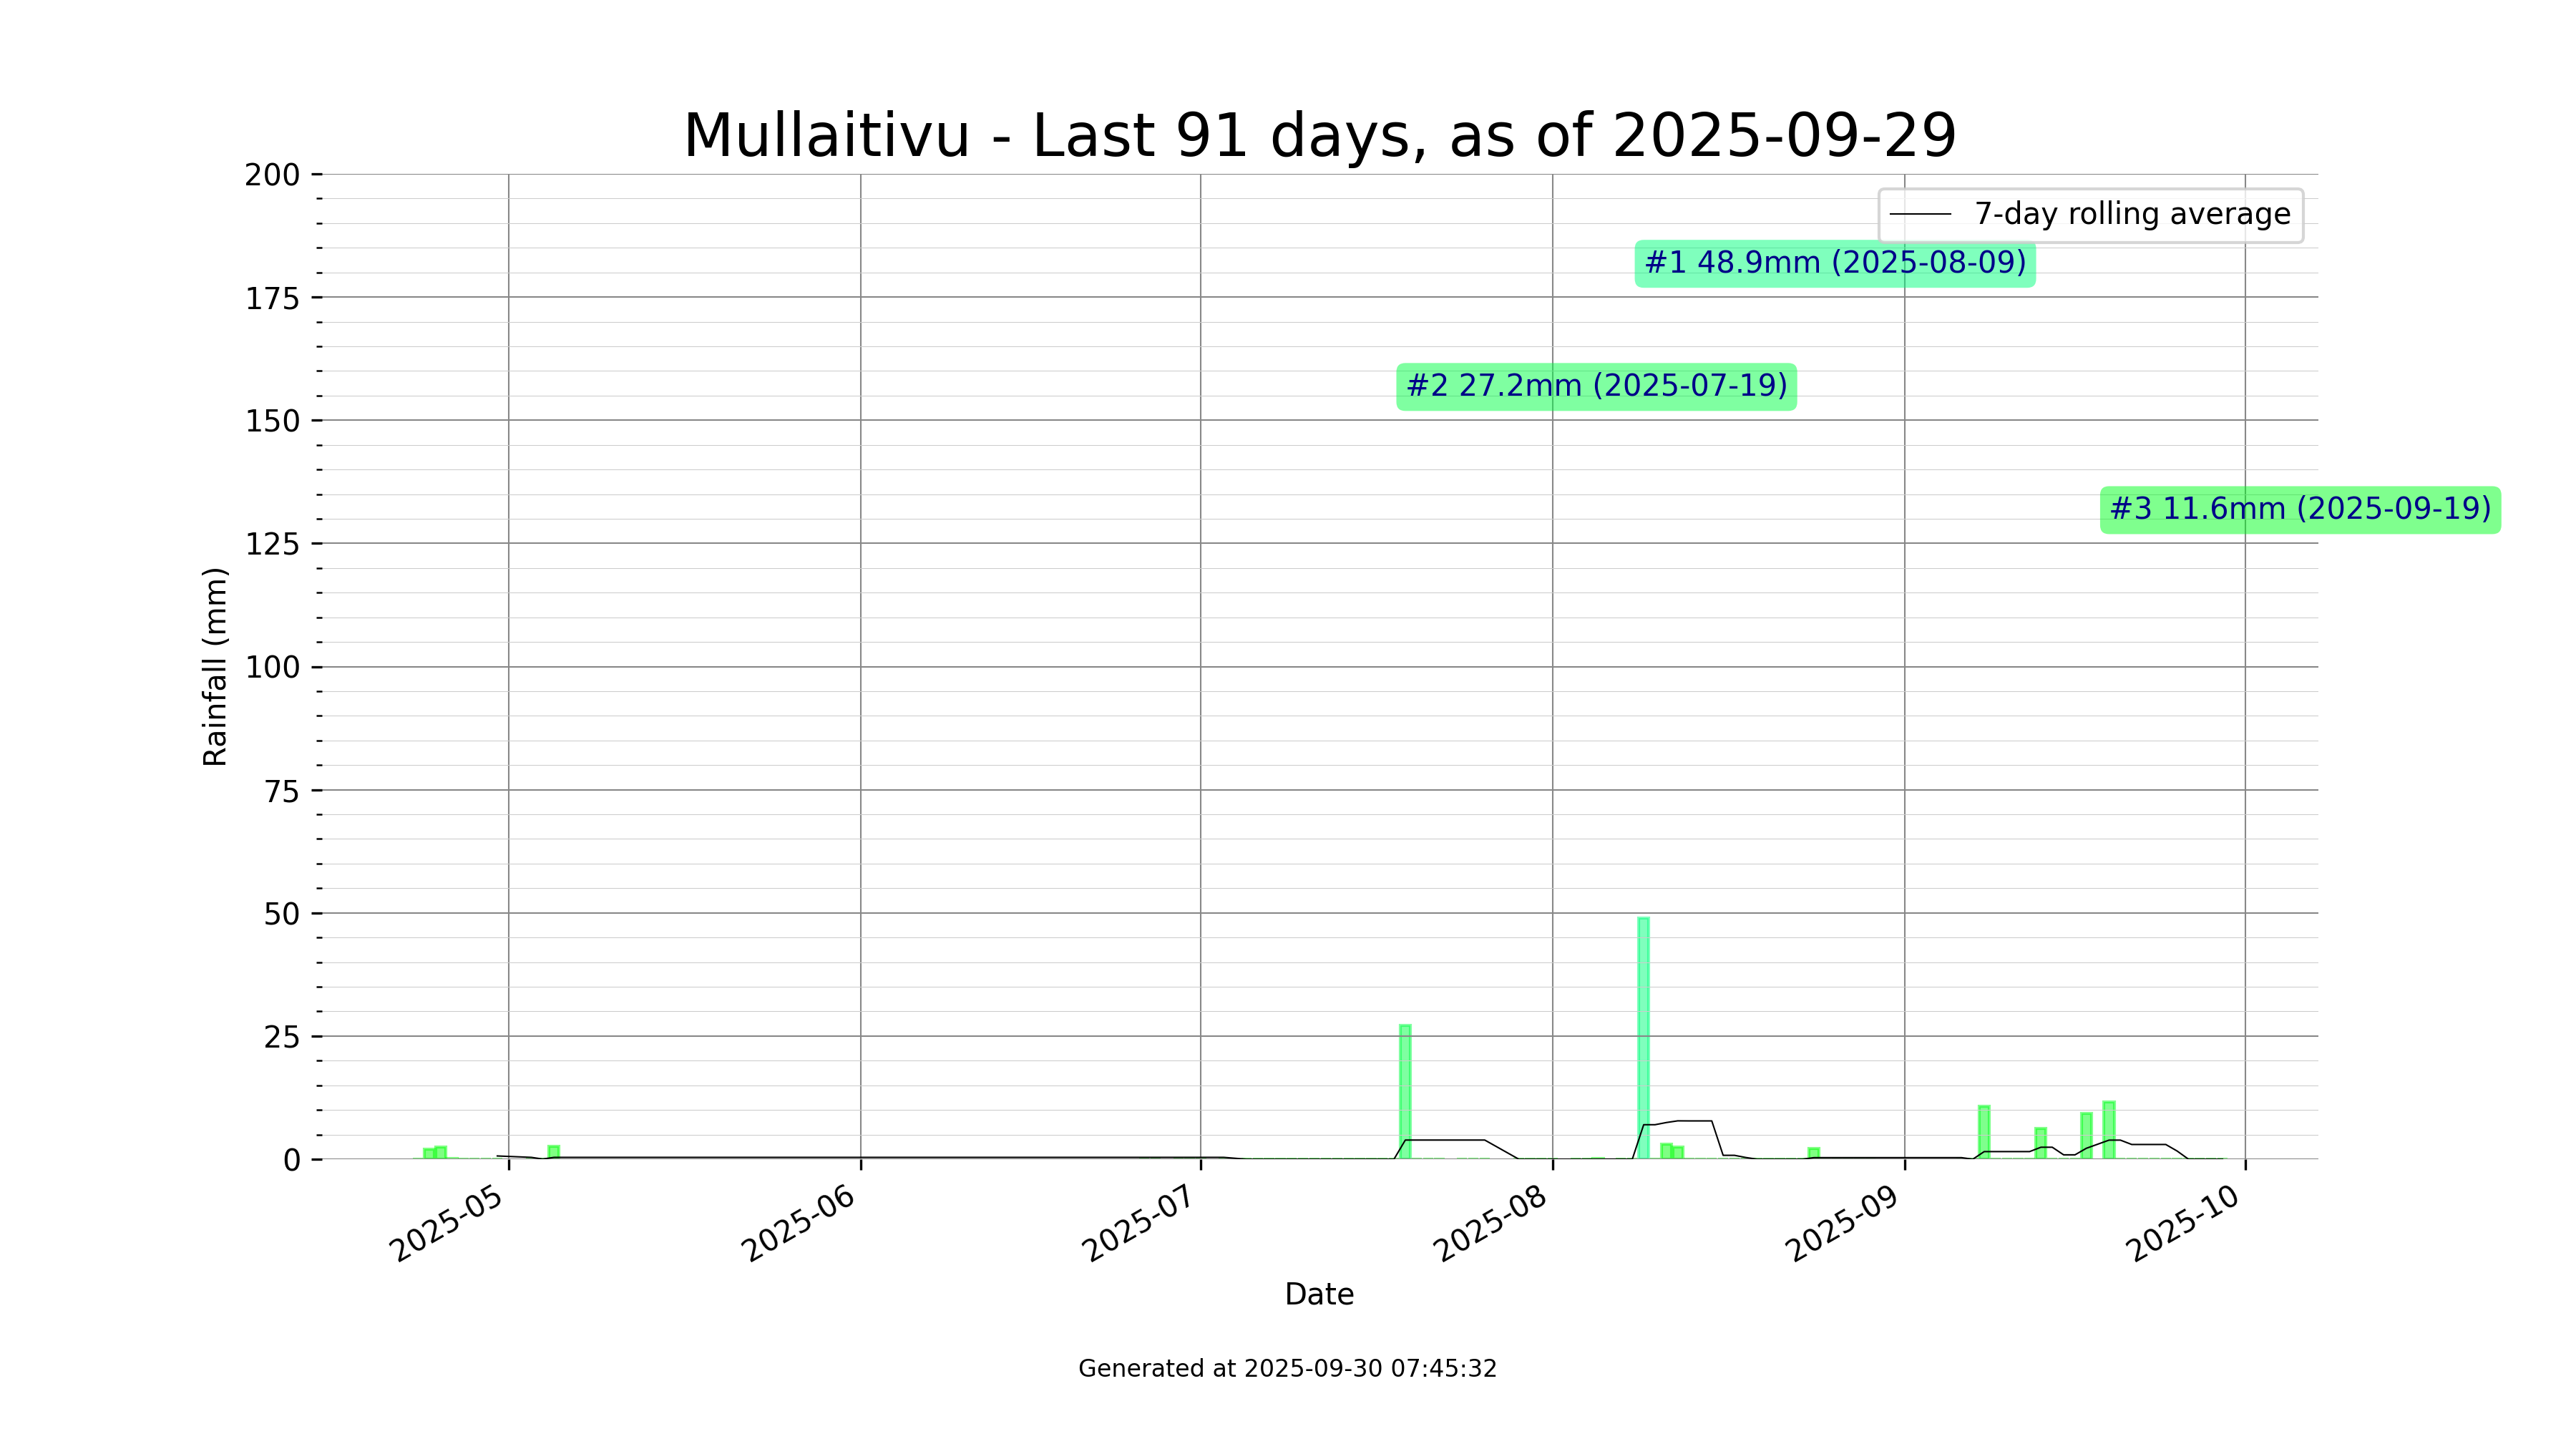 Mullaitivu - Last 91 days, as of 2025-09-29
7-day rolling average
#1 48.9mm (2025-08-09)
#2 27.2mm (2025-07-19)
#3 11.6mm (2025-09-19)
Rainfall (mm)
200
175
150
125
100
75
50
25
0
2025-05
2025-06
2025-07
2025-08
2025-09
2025-10
Date
Generated at 2025-09-30 07:45:32